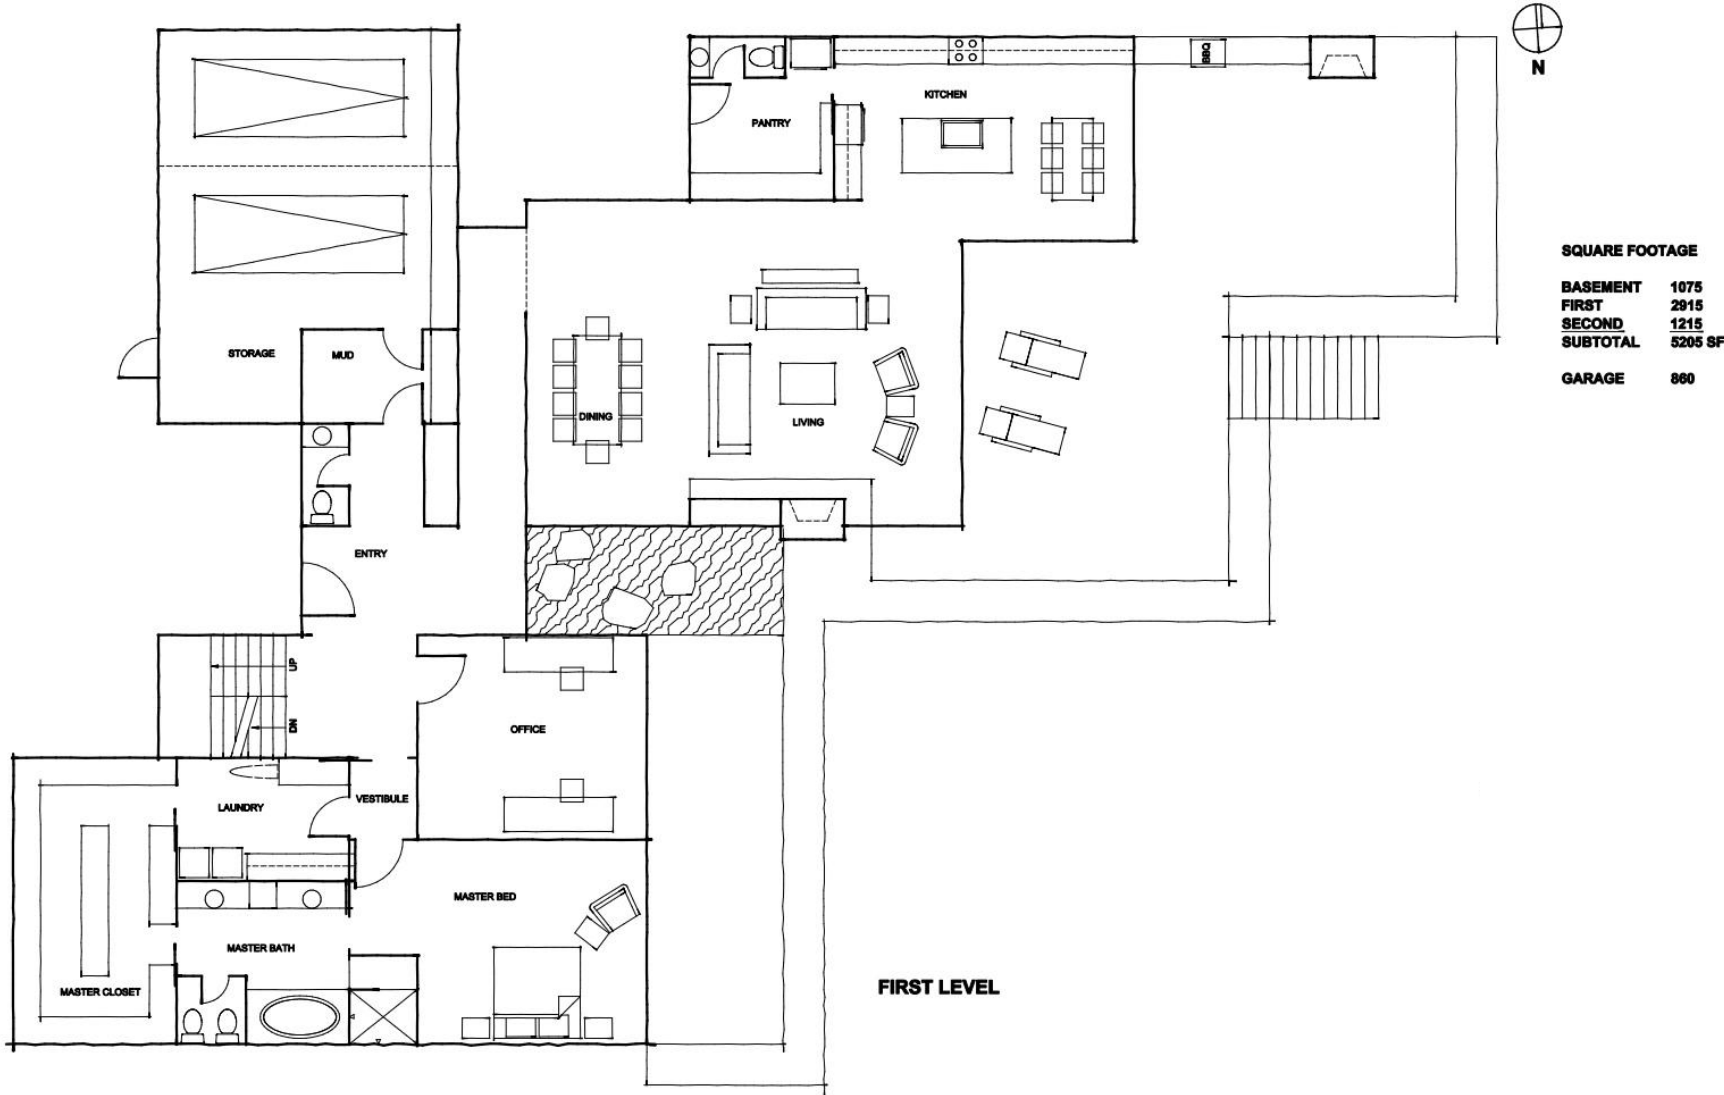 N
BBQ
KITCHEN
PANTRY
SQUARE FOOTAGE
BASEMENT 1075
FIRST 2915
SECOND 1215
SUBTOTAL 5205 SF
GARAGE 860
STORAGE
MUD
DINING
LIVING
ENTRY
UP
DN
OFFICE
LAUNDRY
VESTIBULE
MASTER BED
MASTER BATH
MASTER CLOSET
FIRST LEVEL